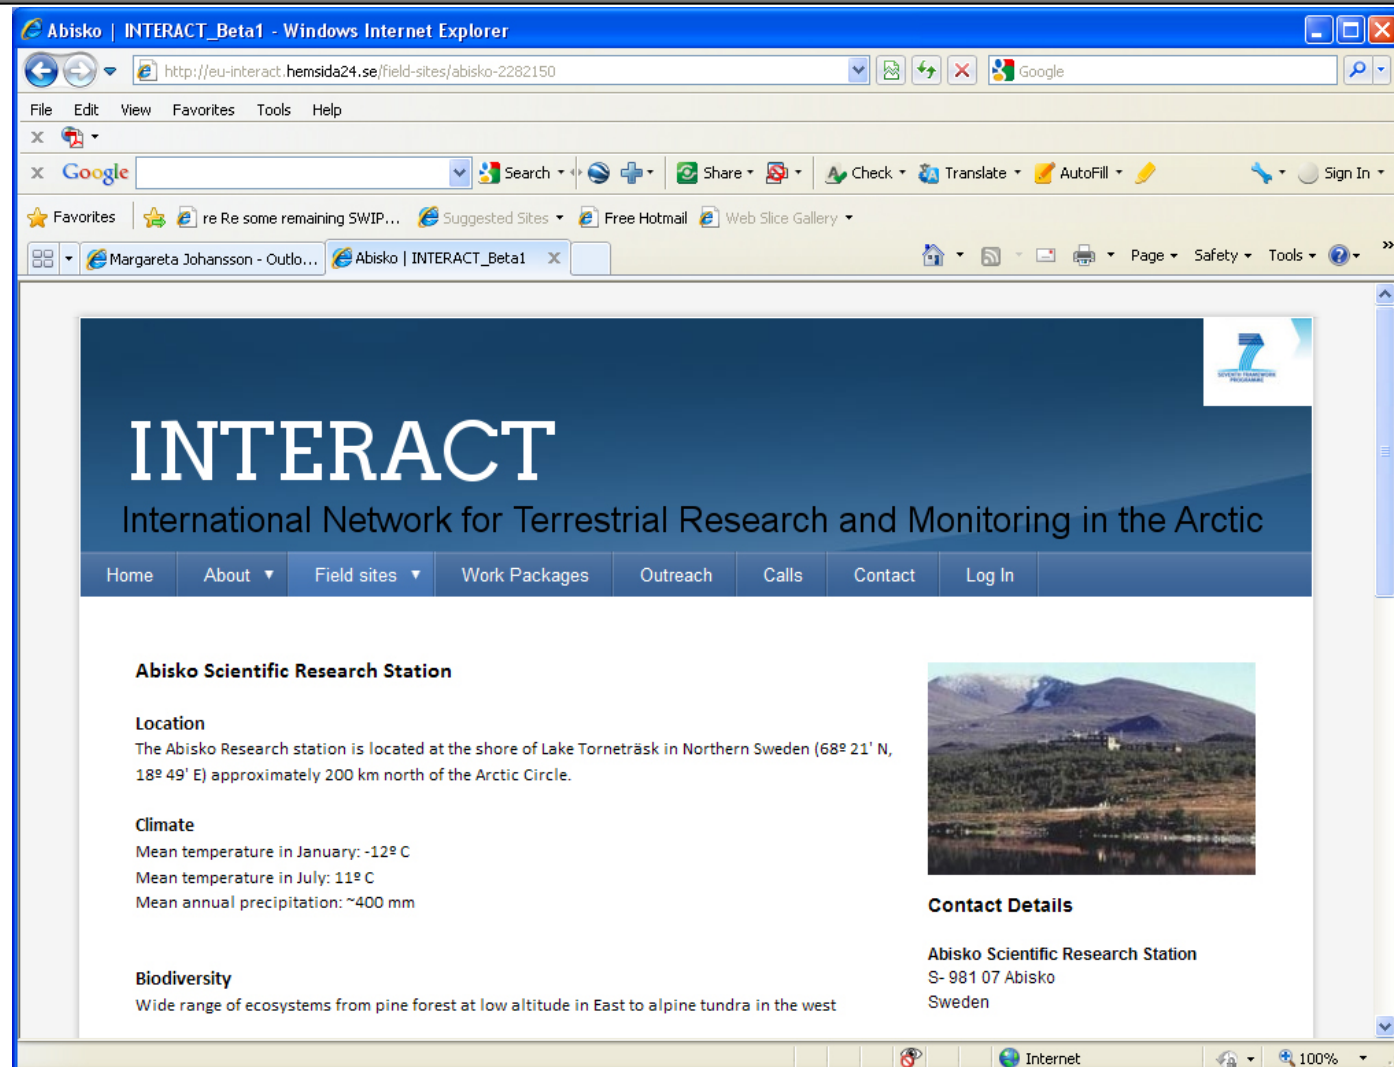 Abisko | INTERACT_Beta1 - Windows Internet Explorer
http://eu-interact.hemsida24.se/field-sites/abisko-2282150
Google
File Edit View Favorites Tools Help
x
x Google Search Share Check Translate AutoFill Sign In
Favorites re Re some remaining SWIP... Suggested Sites Free Hotmail Web Slice Gallery
Margareta Johansson - Outlo... Abisko | INTERACT_Beta1 x Page Safety Tools »
7
SEVENTH FRAMEWORK
PROGRAMME
INTERACT
International Network for Terrestrial Research and Monitoring in the Arctic
Home About ▼ Field sites ▼ Work Packages Outreach Calls Contact Log In
Abisko Scientific Research Station
Location
The Abisko Research station is located at the shore of Lake Torneträsk in Northern Sweden (68º 21' N,
18º 49' E) approximately 200 km north of the Arctic Circle.
Climate
Mean temperature in January: -12º C
Mean temperature in July: 11º C
Mean annual precipitation: ~400 mm
Biodiversity
Wide range of ecosystems from pine forest at low altitude in East to alpine tundra in the west
Contact Details
Abisko Scientific Research Station
S- 981 07 Abisko
Sweden
Internet 100%